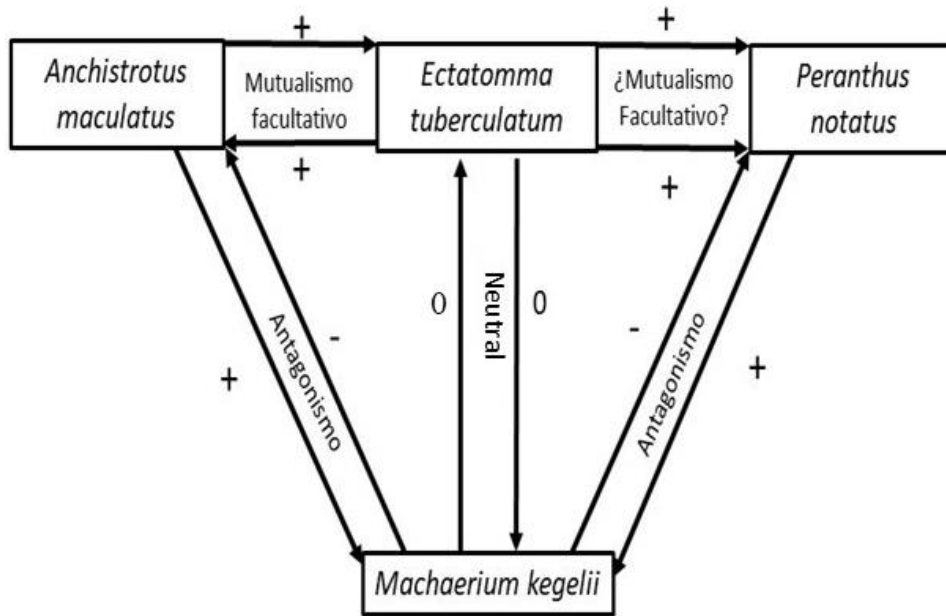 +
+
Anchistrotus
maculatus
Mutualismo
facultativo
Ectatomma
tuberculatum
¿Mutualismo
Facultativo?
Peranthus
notatus
+
+
0
Neutral
0
+
Antagonismo
-
-
Antagonismo
+
Machaerium kegelii